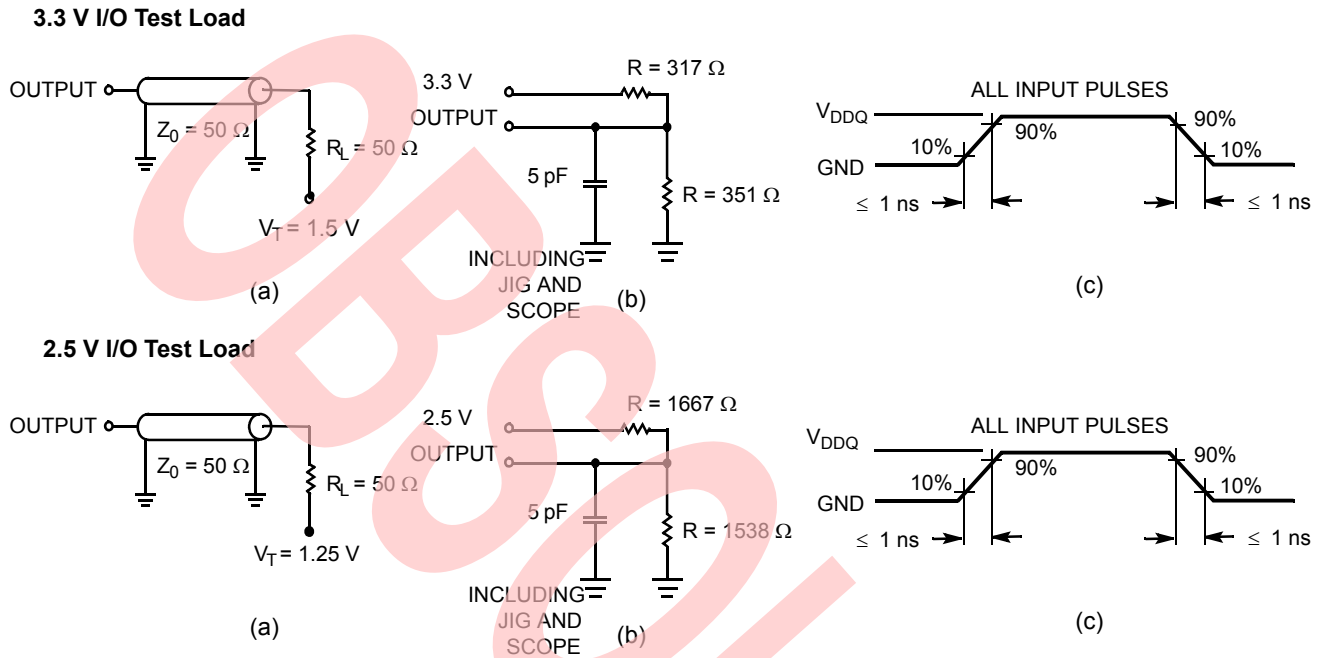 3.3 V I/O Test Load
OUTPUT
Z0 = 50 Ω
RL = 50 Ω
VT = 1.5 V
(a)
3.3 V
OUTPUT
R = 317 Ω
5 pF
R = 351 Ω
INCLUDING
JIG AND
SCOPE
(b)
ALL INPUT PULSES
VDDQ
GND
10%
90%
90%
10%
≤ 1 ns
≤ 1 ns
(c)
2.5 V I/O Test Load
OUTPUT
Z0 = 50 Ω
RL = 50 Ω
VT = 1.25 V
(a)
2.5 V
OUTPUT
R = 1667 Ω
5 pF
R = 1538 Ω
INCLUDING
JIG AND
SCOPE
(b)
ALL INPUT PULSES
VDDQ
GND
10%
90%
90%
10%
≤ 1 ns
≤ 1 ns
(c)